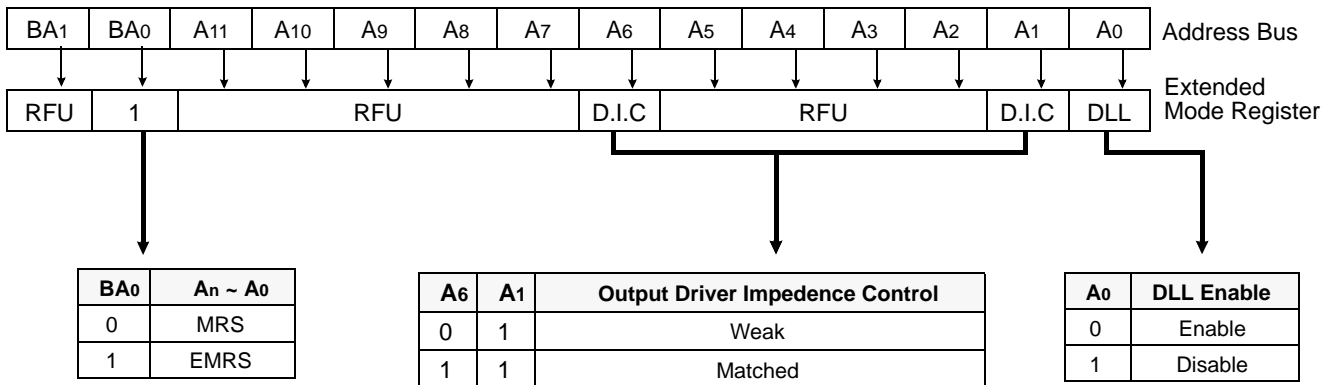 BA1 BA0 A11 A10 A9 A8 A7 A6 A5 A4 A3 A2 A1 A0 Address Bus
RFU 1 RFU D.I.C RFU D.I.C DLL Extended
Mode Register
BA0 An ~ A0
0 MRS
1 EMRS
A6 A1 Output Driver Impedence Control
0 1 Weak
1 1 Matched
A0 DLL Enable
0 Enable
1 Disable